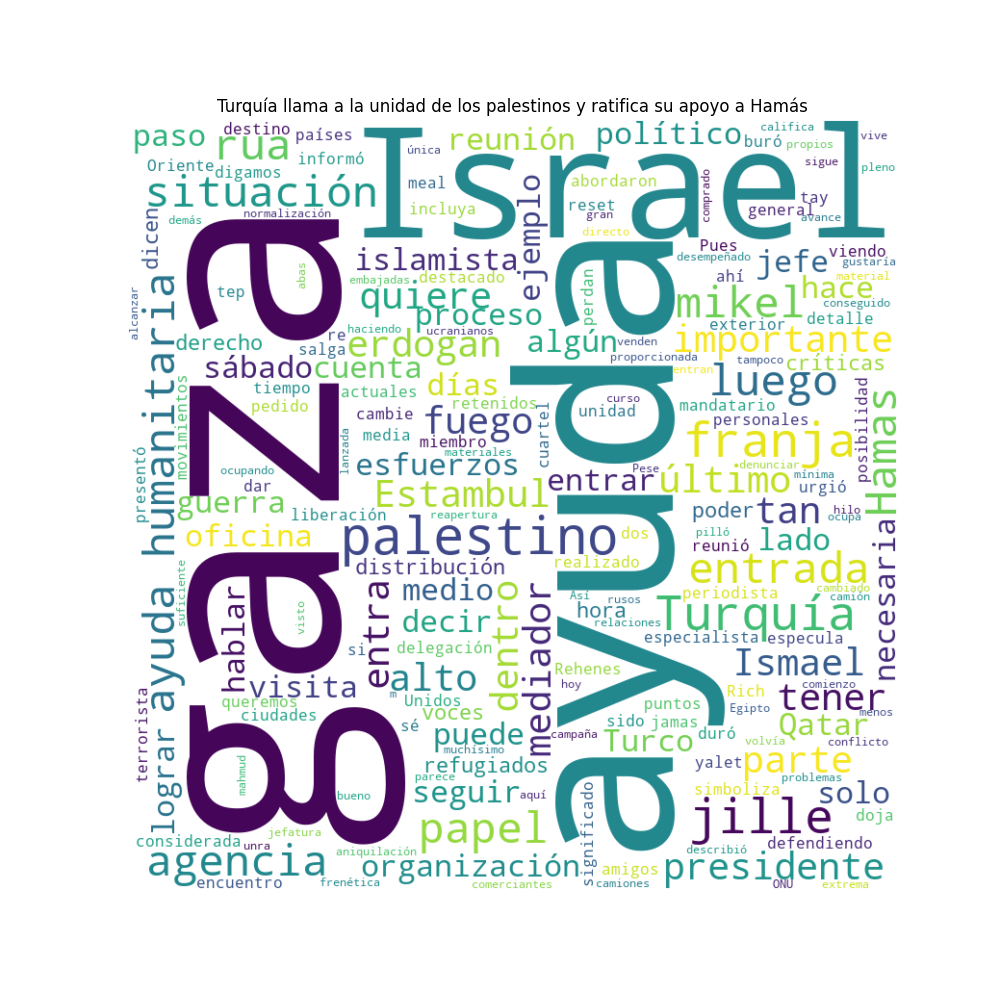 Turquía llama a la unidad de los palestinos y ratifica su apoyo a Hamás
paso
destino
rua
países
Israel
única
reunión
político
califica
buró
propios
vive
sigue
pleno
Oriente
digamos
informó
situación
meal
incluya
abordaron
reset
gran
directo
comprado
tay
general
avance
demás
normalización
dicen
gaza
abas
islamista
ejemplo
ayuda
Pues
desempeñado
ahí
jefe
viendo
gustaría
material
embajadas
destacado
quiere
proceso
perdan
mikel
hace
conseguido
detalle
exterior
alcanzar
lograr ayuda humanitaria
tep
derecho
re
salga
haciendo
ucranianos
erdogan
algún
venden
proporcionada
importante
tampoco
críticas
entran
sábado
cuenta
días
tiempo
actuales
luego
posibilidad
Hamas
movimientos
pedido
cambie
retenidos
fuego
curso
unidad
mandatario
personales
cuartel
media
miembro
materiales
lanzada
franja
presentó
ocupando
dar
esfuerzos
entrar
Pese
último
denunciar
mínima
urgió
guerra
liberación
Estambul
reapertura
poder
tan
hilo
ocupa
oficina
palestino
dos
pilló
reunió
lado
necesaria
distribución
realizado
entrada
suficiente
visto
hablar
entra
medio
dentro
mediador
Así
rusos
hora
relaciones
periodista
cambiado
camión
Turquía
decir
si
delegación
especialista
especula
visita
alto
Rehenes
Ismael
terrorista
queremos
ciudades
m
Unidos
voces
sé
hoy
puntos
Rich
Egipto
tener
comienzo
menos
puede
muchísimo
campaña
sido
jamas
Turco
duró
Qatar
volvía
conflicto
mahmud
refugiados
parece
aquí
yalet
parte
problemas
bueno
seguir
significado
simboliza
solo
doja
considerada
unra
jefatura
papel
jille
defendiendo
agencia
aniquilación
organización
describió
presidente
encuentro
frenética
comerciantes
camiones
amigos
ONU
extrema